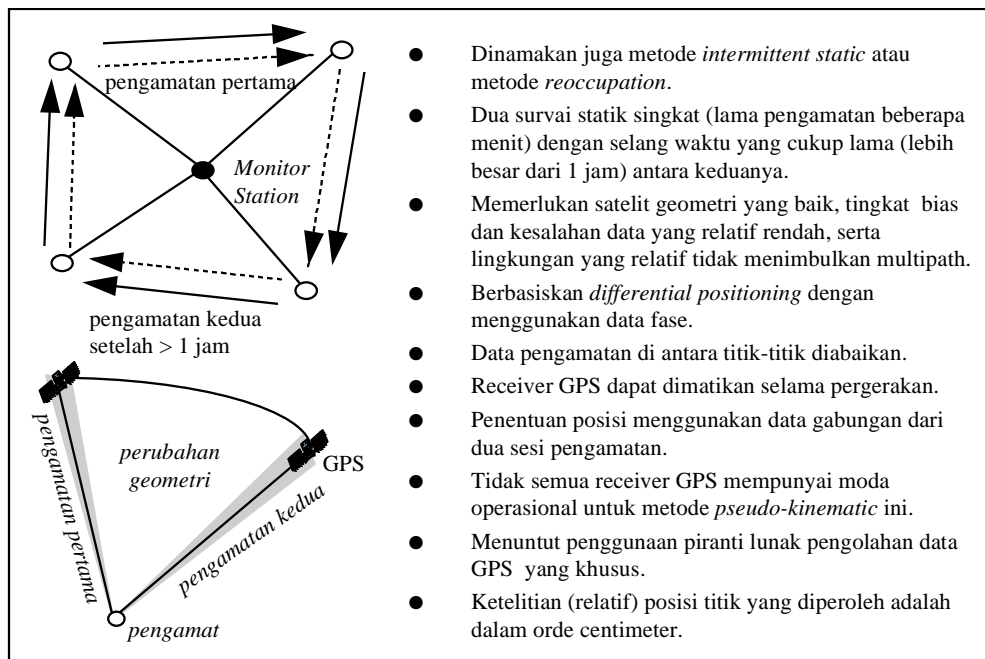 pengamatan pertama
Monitor
Station
pengamatan kedua
setelah > 1 jam
pengamatan pertama
perubahan
geometri
GPS
pengamatan kedua
pengamat
● Dinamakan juga metode intermittent static atau
metode reoccupation.
● Dua survai statik singkat (lama pengamatan beberapa
menit) dengan selang waktu yang cukup lama (lebih
besar dari 1 jam) antara keduanya.
● Memerlukan satelit geometri yang baik, tingkat bias
dan kesalahan data yang relatif rendah, serta
lingkungan yang relatif tidak menimbulkan multipath.
● Berbasiskan differential positioning dengan
menggunakan data fase.
● Data pengamatan di antara titik-titik diabaikan.
● Receiver GPS dapat dimatikan selama pergerakan.
● Penentuan posisi menggunakan data gabungan dari
dua sesi pengamatan.
● Tidak semua receiver GPS mempunyai moda
operasional untuk metode pseudo-kinematic ini.
● Menuntut penggunaan piranti lunak pengolahan data
GPS yang khusus.
● Ketelitian (relatif) posisi titik yang diperoleh adalah
dalam orde centimeter.